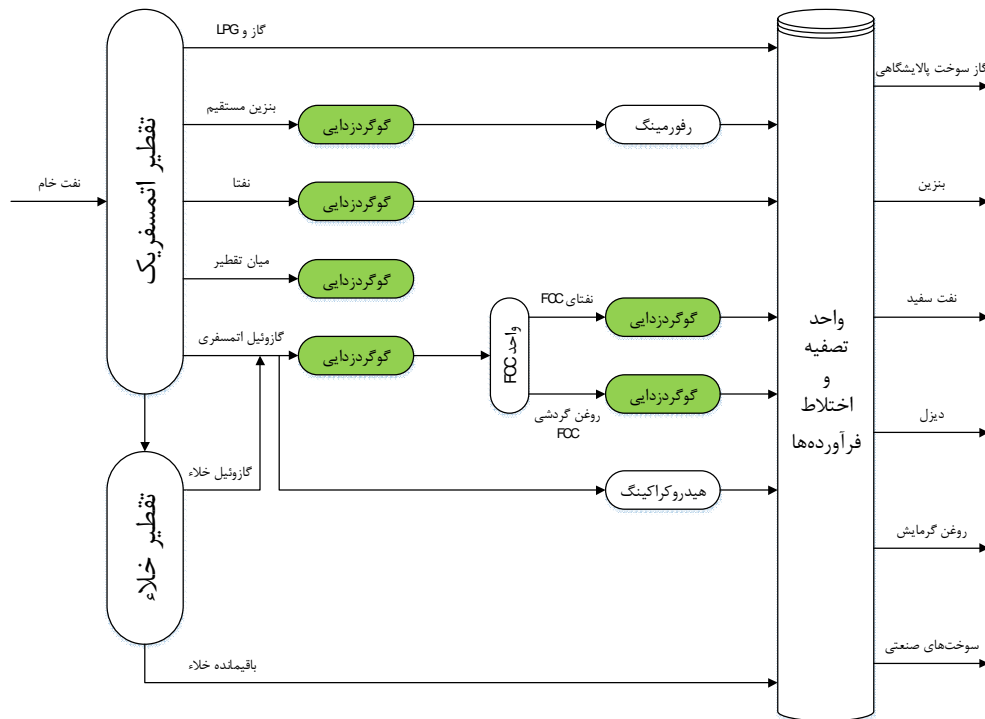 گاز و LPG
گاز سوخت پالایشگاهی
بنزین مستقیم
گوگردزدایی
رفورمینگ
تقطیر اتمسفریک
نفت خام
نفتا
گوگردزدایی
بنزین
میان تقطیر
گوگردزدایی
نفتای FCC
گوگردزدایی
نفت سفید
گازوئیل اتمسفری
گوگردزدایی
واحد FCC
واحد
تصفیه
و
اختلاط
فرآورده‌ها
گوگردزدایی
روغن گردشی
FCC
دیزل
گازوئیل خلاء
هیدروکراکینگ
تقطیر خلاء
روغن گرمایش
باقیمانده خلاء
سوخت‌های صنعتی